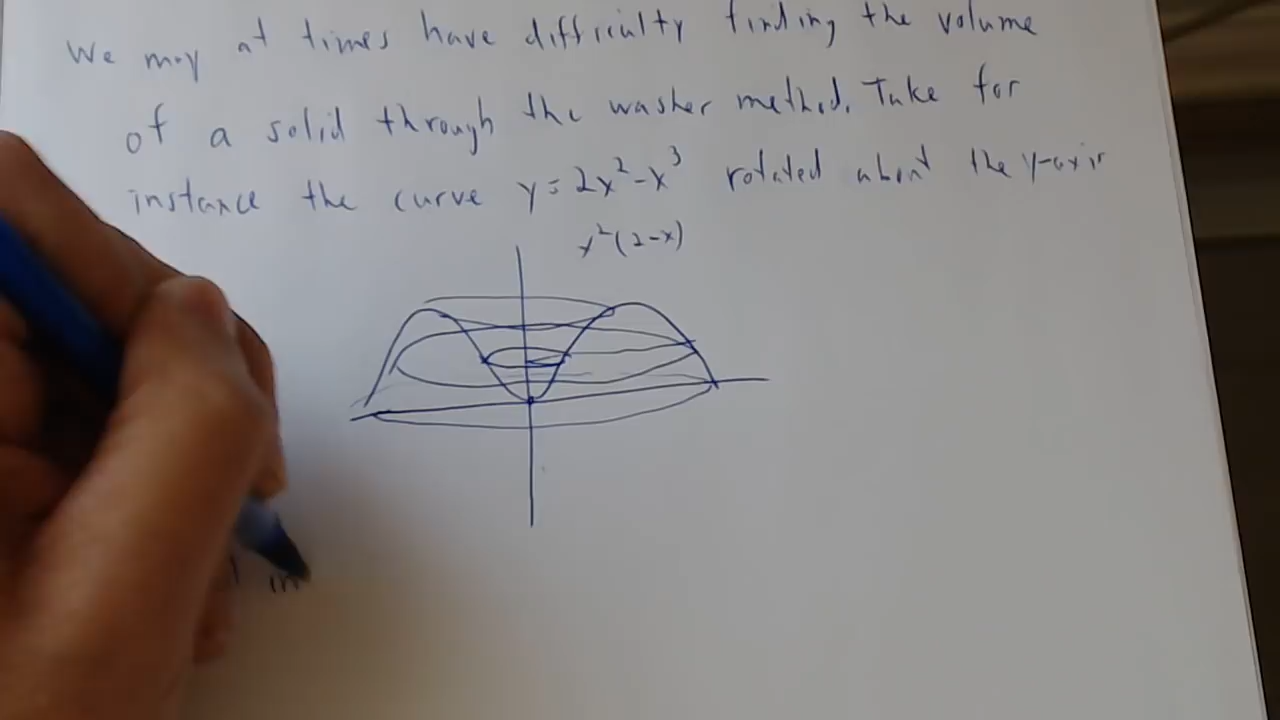 We may at times have difficulty finding the volume
of a solid through the washer method. Take for
instance the curve y = 2x² - x³ rotated about the y-axis
x²(2-x)
in